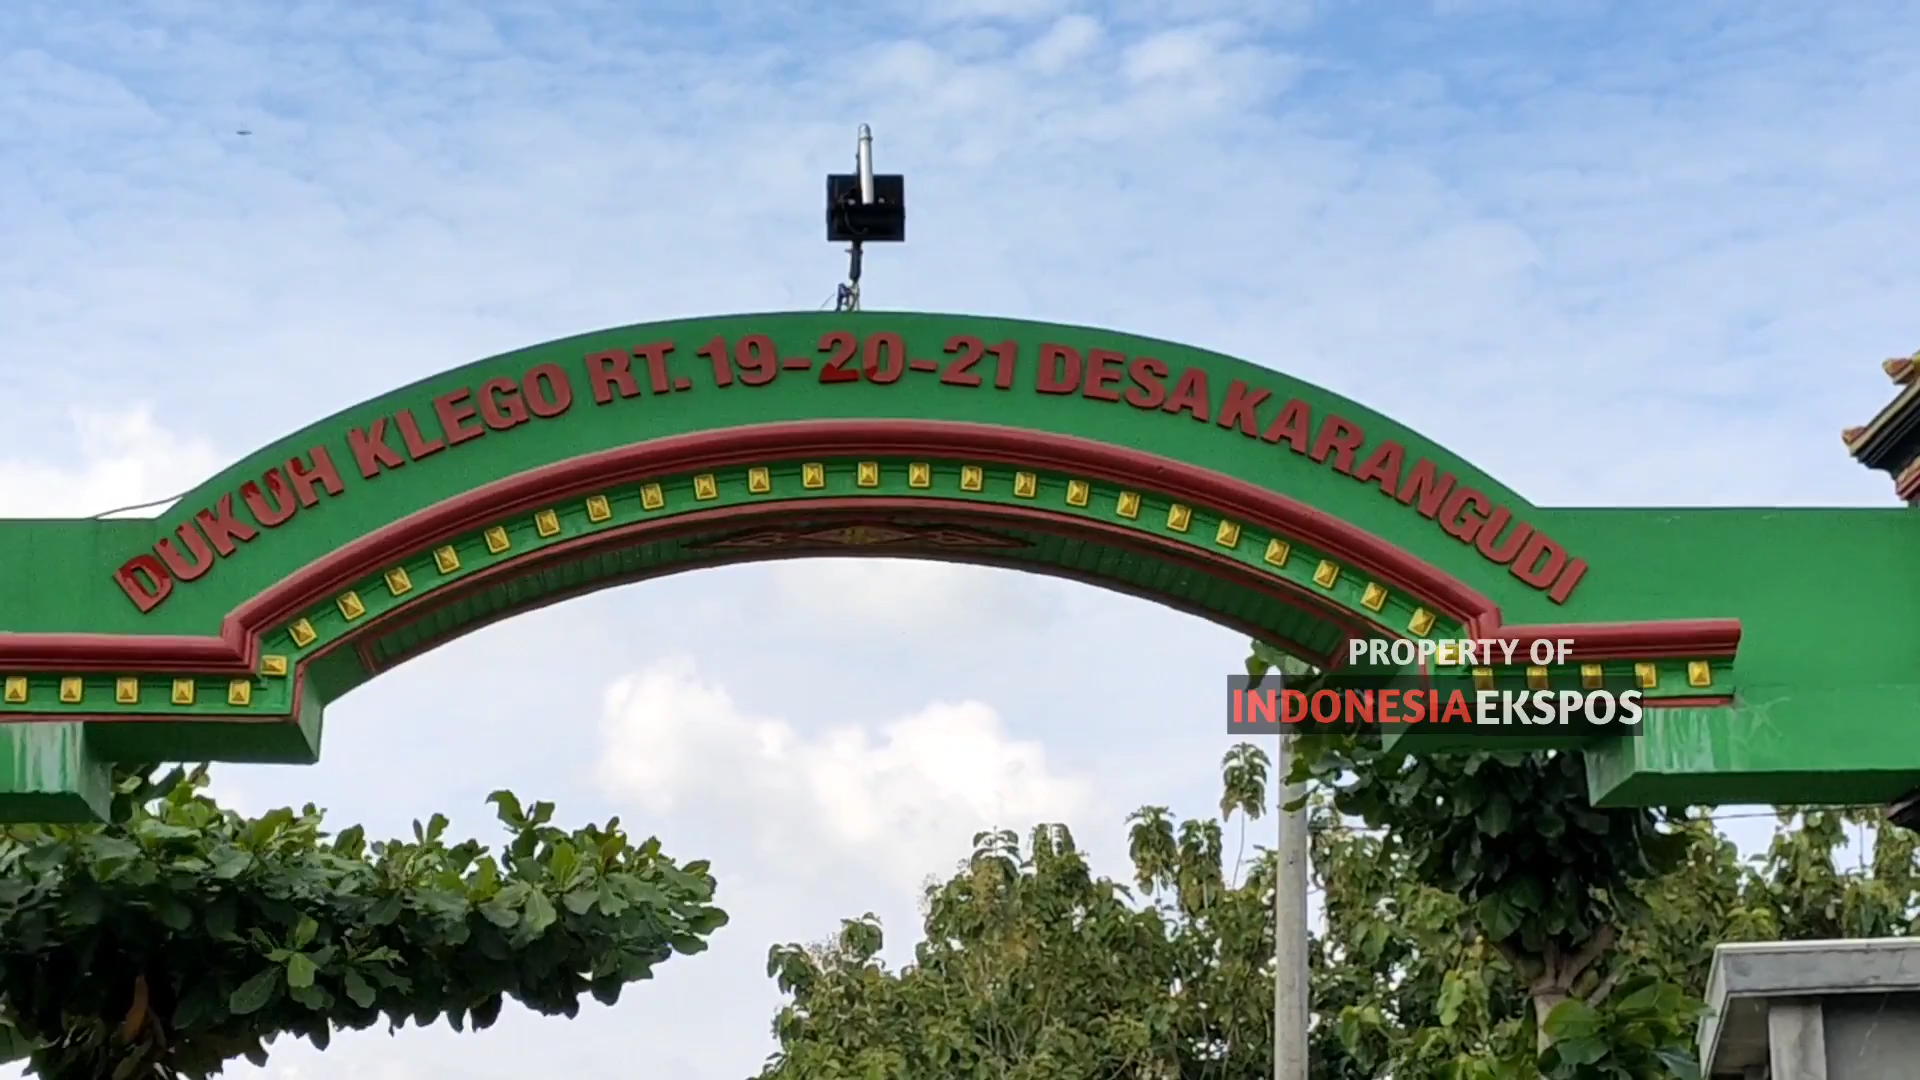 DUKUH KLEGO RT. 19-20-21 DESA KARANGUDI
PROPERTY OF
INDONESIAEKSPOS